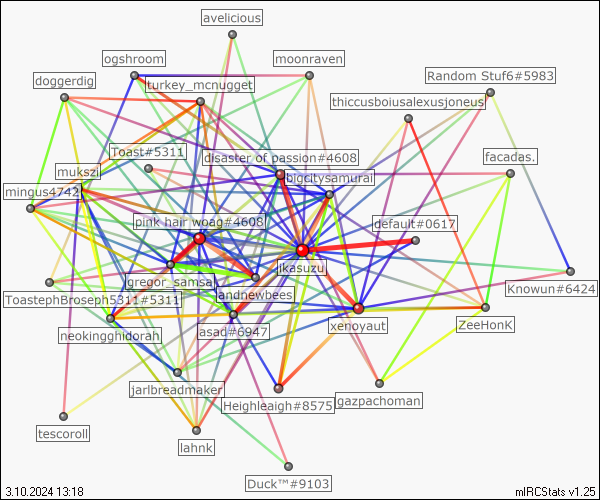 avelicious
ogshroom
moonraven
doggerdig
turkey_mcnugget
Random Stuf6#5983
thiccusboiusalexusjoneus
Toast#5311
disaster of passion#4608
facadas.
mukszi
bigcitysamurai
mingus4742
pink hair woag#4608
default#0617
jkasuzu
gregor_samsa
Knowun#6424
ToastephBroseph5311#5311
landnewbees
neokingghidorah
asad#6947
xenoyaut
ZeeHonK
jarlbreadmaker
Heighleaigh#8575
gazpachoman
tescoroll
lahnk
Duck™#9103
3.10.2024 13:18
mIRCStats v1.25